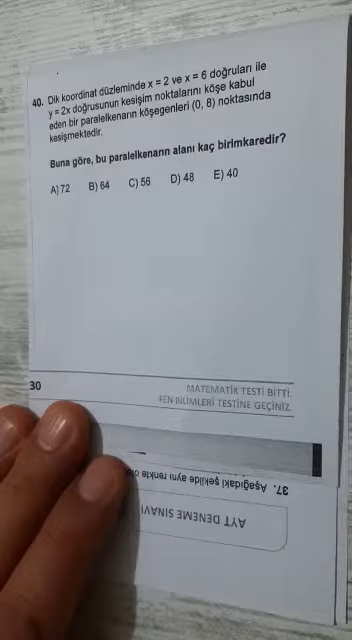 40. Dik koordinat düzleminde x = 2 ve x = 6 doğruları ile
y = 2x doğrusunun kesişim noktalarını köşe kabul
eden bir paralelkenarın köşegenleri (0, 8) noktasında
kesişmektedir.
Buna göre, bu paralelkenarın alanı kaç birimkaredir?
A) 72 B) 64 C) 56 D) 48 E) 40
30
MATEMATİK TESTİ BİTTİ.
FEN BİLİMLERİ TESTİNE GEÇİNİZ.
37. Aşağıdaki şekilde aynı renkte
AYT DENEME SINAVI